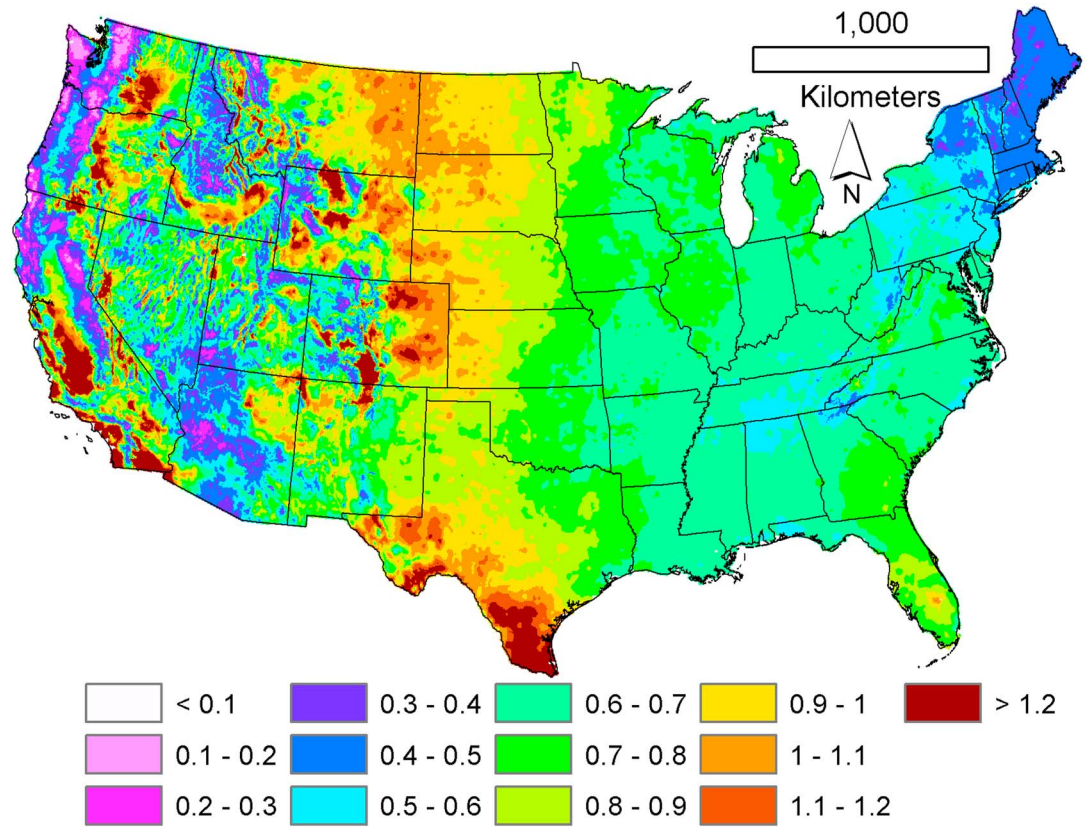 1,000
Kilometers
N
< 0.1 0.3 - 0.4 0.6 - 0.7 0.9 - 1 > 1.2
0.1 - 0.2 0.4 - 0.5 0.7 - 0.8 1 - 1.1
0.2 - 0.3 0.5 - 0.6 0.8 - 0.9 1.1 - 1.2